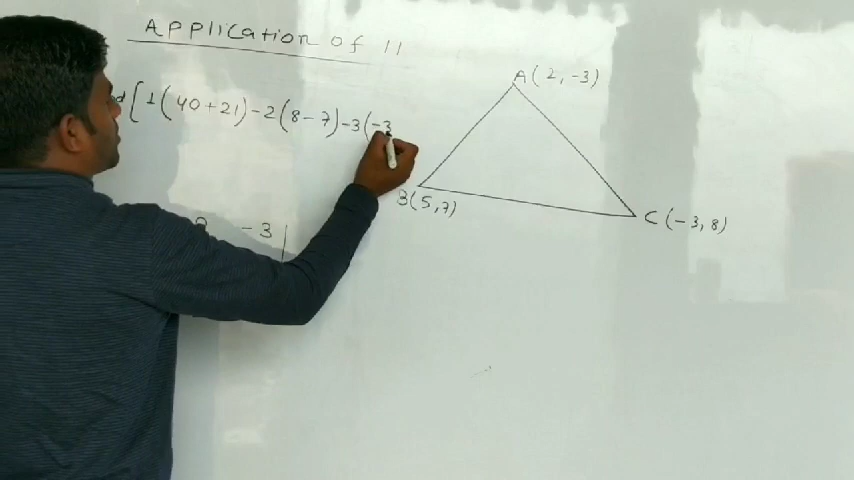 Application of 11
A(2, -3)
[1(40+21)-2(8-7)-3(-3
B(5,7)
C(-3,8)
-3|